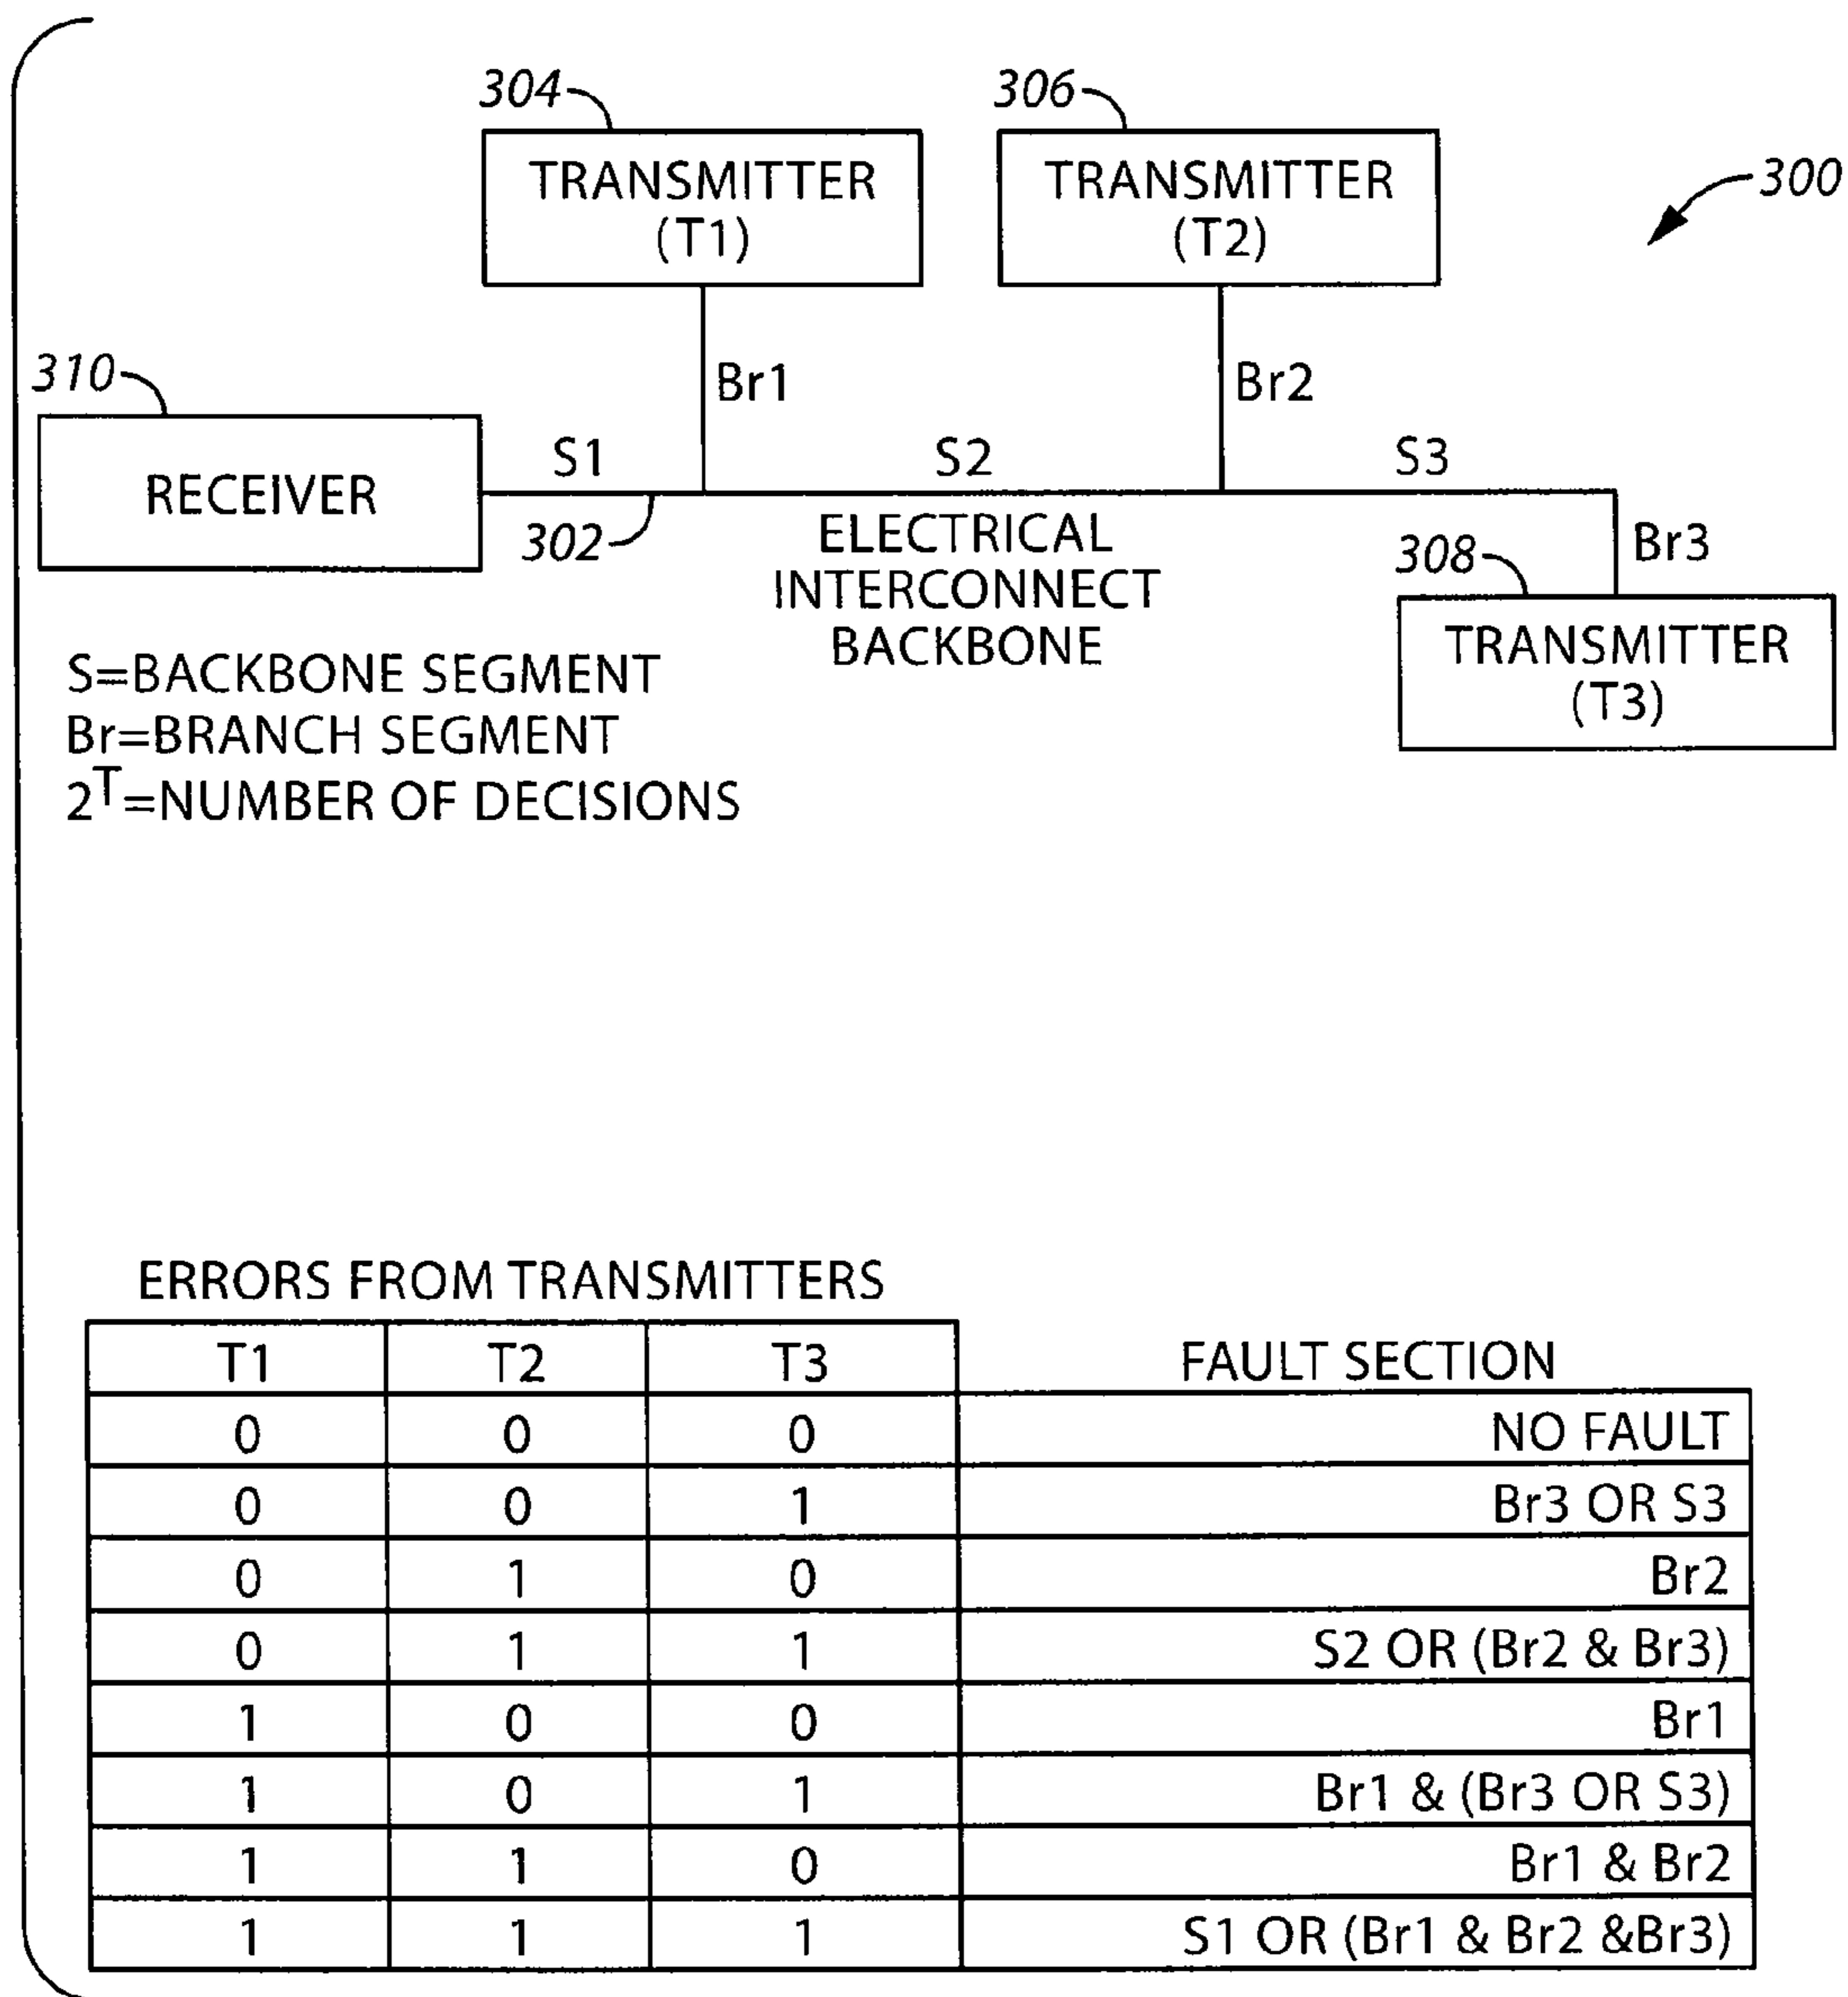 304
306
TRANSMITTER
(T1)
TRANSMITTER
(T2)
300
310
Br1
Br2
RECEIVER
S1
S2
S3
302
ELECTRICAL
INTERCONNECT
BACKBONE
308
Br3
TRANSMITTER
(T3)
S=BACKBONE SEGMENT
Br=BRANCH SEGMENT
2ᵀ=NUMBER OF DECISIONS
ERRORS FROM TRANSMITTERS
T1 T2 T3 FAULT SECTION
0 0 0 NO FAULT
0 0 1 Br3 OR S3
0 1 0 Br2
0 1 1 S2 OR (Br2 & Br3)
1 0 0 Br1
1 0 1 Br1 & (Br3 OR S3)
1 1 0 Br1 & Br2
1 1 1 S1 OR (Br1 & Br2 &Br3)